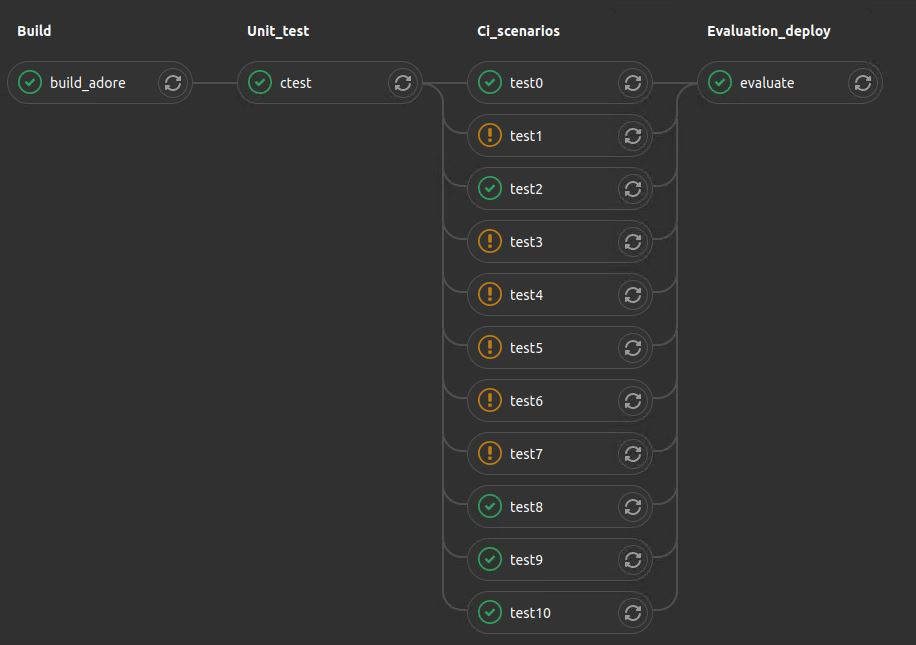 Build
Unit_test
Ci_scenarios
Evaluation_deploy
build_adore
ctest
test0
evaluate
test1
test2
test3
test4
test5
test6
test7
test8
test9
test10